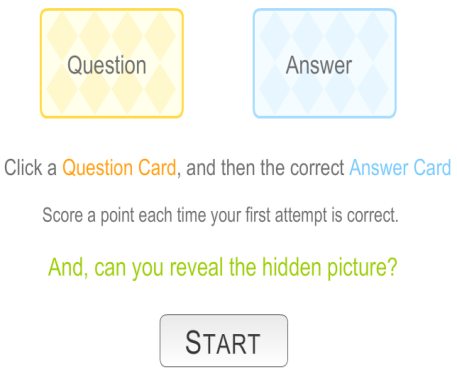 Question Answer
Click a Question Card, and then the correct Answer Card
Score a point each time your first attempt is correct.
And, can you reveal the hidden picture?
START